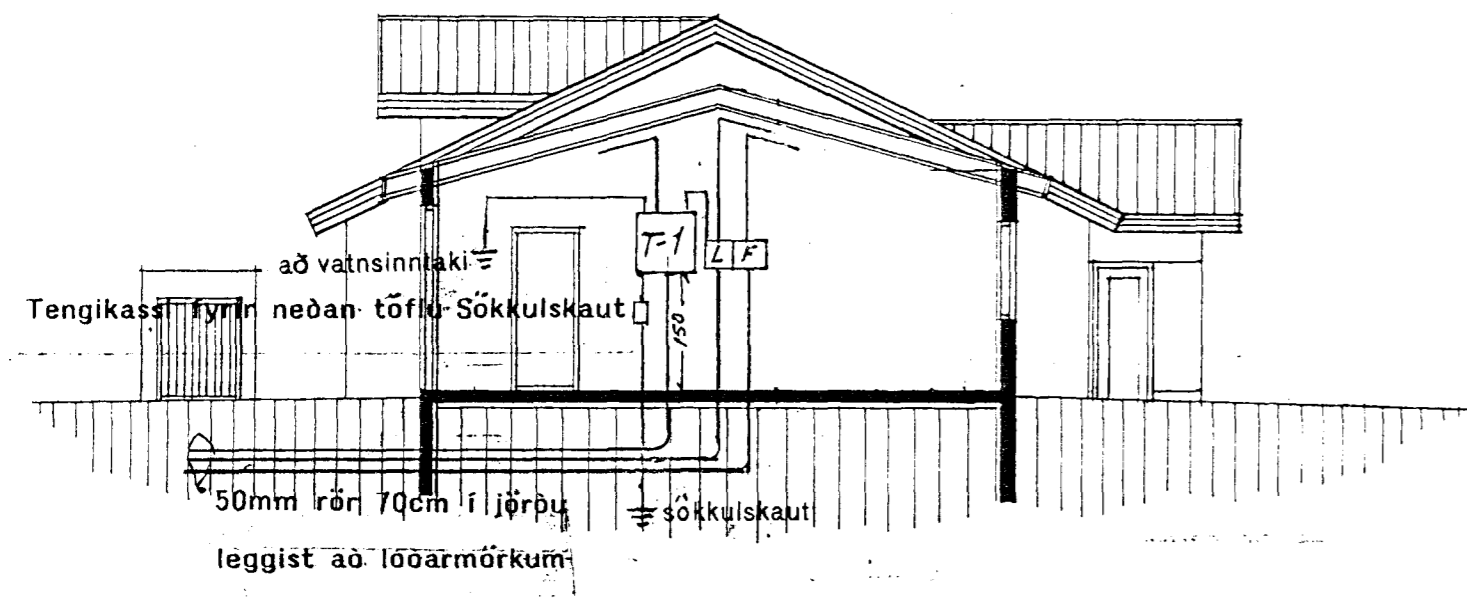 T-1
L F
að vatnsinntaki
Tengikassi fyrir neðan töflu Sökkulskaut
150
50mm rör 70cm í jörðu
sökkulskaut
leggist að lóðarmörkum